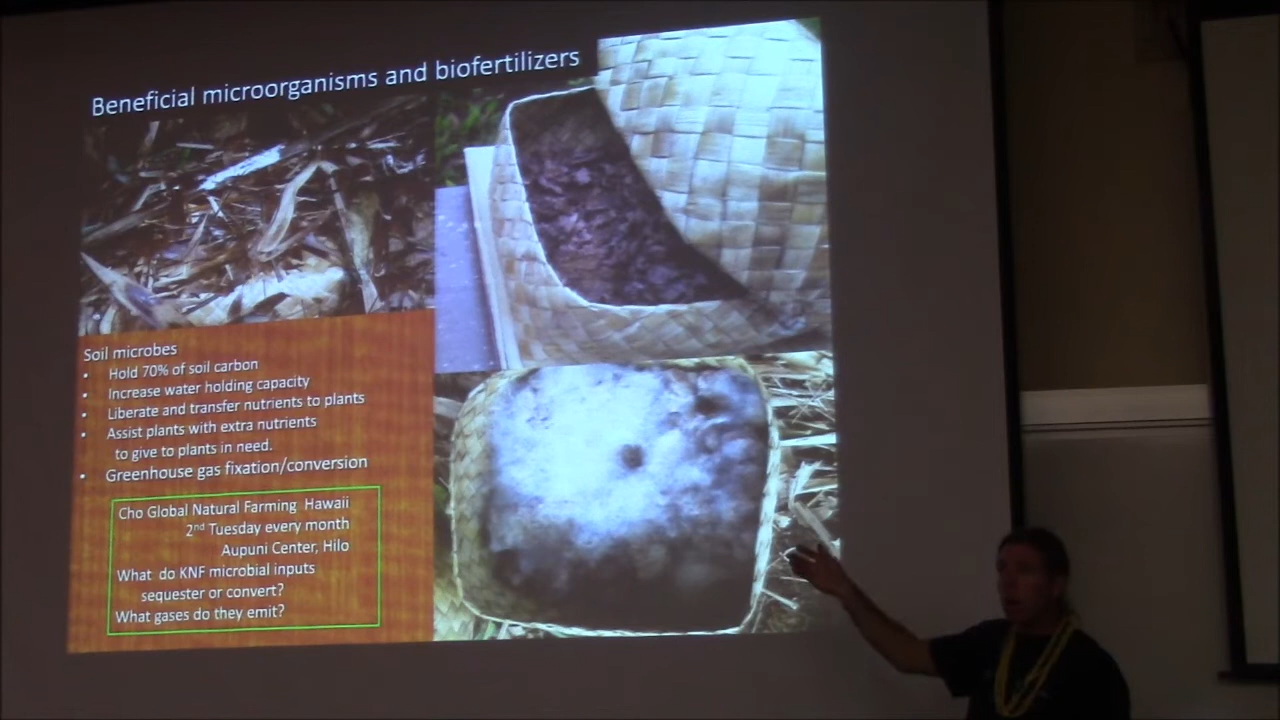 Beneficial microorganisms and biofertilizers
Soil microbes
• Hold 70% of soil carbon
• Increase water holding capacity
• Liberate and transfer nutrients to plants
• Assist plants with extra nutrients
to give to plants in need.
• Greenhouse gas fixation/conversion
Cho Global Natural Farming Hawaii
2nd Tuesday every month
Aupuni Center, Hilo
What do KNF microbial inputs
sequester or convert?
What gases do they emit?